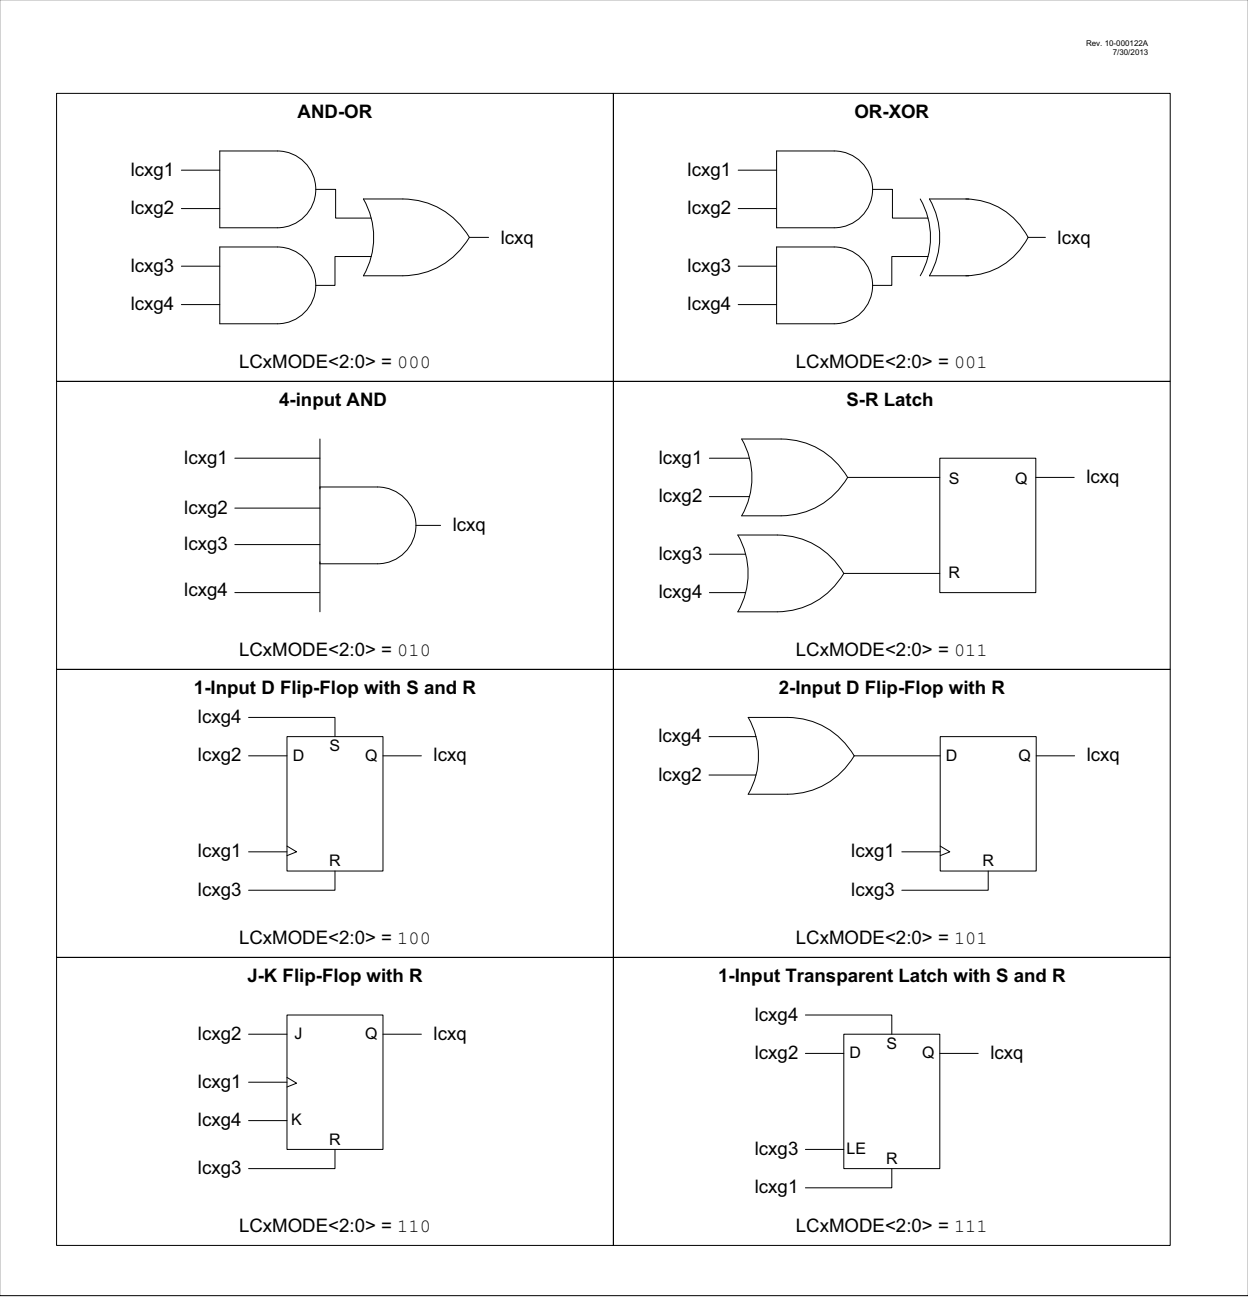 Rev. 10-000122A
7/30/2013
AND-OR
lcxg1
lcxg2
lcxg3
lcxg4
lcxq
LCxMODE<2:0> = 000
OR-XOR
lcxg1
lcxg2
lcxg3
lcxg4
lcxq
LCxMODE<2:0> = 001
4-input AND
lcxg1
lcxg2
lcxg3
lcxg4
lcxq
LCxMODE<2:0> = 010
S-R Latch
lcxg1
lcxg2
lcxg3
lcxg4
S Q lcxq
R
LCxMODE<2:0> = 011
1-Input D Flip-Flop with S and R
lcxg4
S
lcxg2 D Q lcxq
lcxg1
R
lcxg3
LCxMODE<2:0> = 100
2-Input D Flip-Flop with R
lcxg4
lcxg2
D Q lcxq
lcxg1
R
lcxg3
LCxMODE<2:0> = 101
J-K Flip-Flop with R
lcxg2 J Q lcxq
lcxg1
lcxg4 K
R
lcxg3
LCxMODE<2:0> = 110
1-Input Transparent Latch with S and R
lcxg4
S
lcxg2 D Q lcxq
lcxg3 LE
R
lcxg1
LCxMODE<2:0> = 111